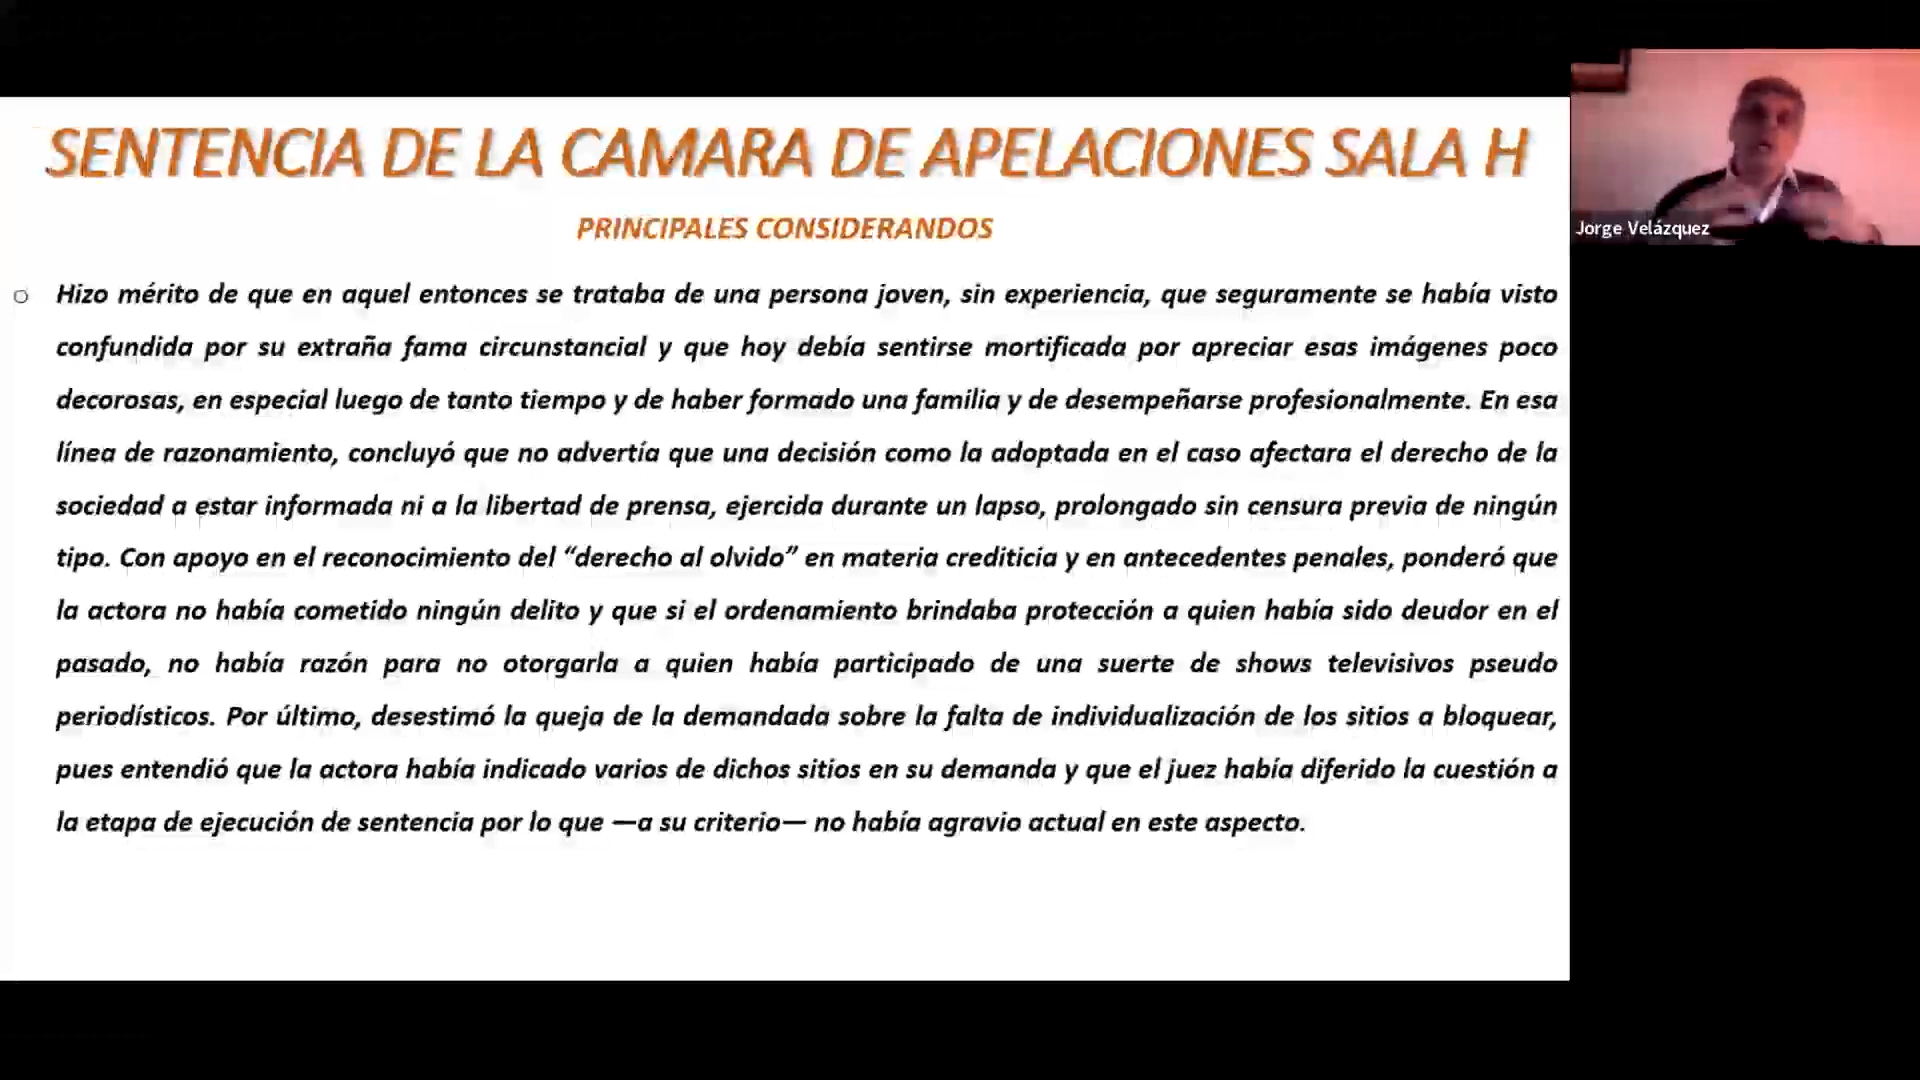 SENTENCIA DE LA CAMARA DE APELACIONES SALA H
PRINCIPALES CONSIDERANDOS
Hizo mérito de que en aquel entonces se trataba de una persona joven, sin experiencia, que seguramente se había visto
confundida por su extraña fama circunstancial y que hoy debía sentirse mortificada por apreciar esas imágenes poco
decorosas, en especial luego de tanto tiempo y de haber formado una familia y de desempeñarse profesionalmente. En esa
línea de razonamiento, concluyó que no advertía que una decisión como la adoptada en el caso afectara el derecho de la
sociedad a estar informada ni a la libertad de prensa, ejercida durante un lapso, prolongado sin censura previa de ningún
tipo. Con apoyo en el reconocimiento del “derecho al olvido” en materia crediticia y en antecedentes penales, ponderó que
la actora no había cometido ningún delito y que si el ordenamiento brindaba protección a quien había sido deudor en el
pasado, no había razón para no otorgarla a quien había participado de una suerte de shows televisivos pseudo
periodísticos. Por último, desestimó la queja de la demandada sobre la falta de individualización de los sitios a bloquear,
pues entendió que la actora había indicado varios de dichos sitios en su demanda y que el juez había diferido la cuestión a
la etapa de ejecución de sentencia por lo que —a su criterio— no había agravio actual en este aspecto.
Jorge Velázquez